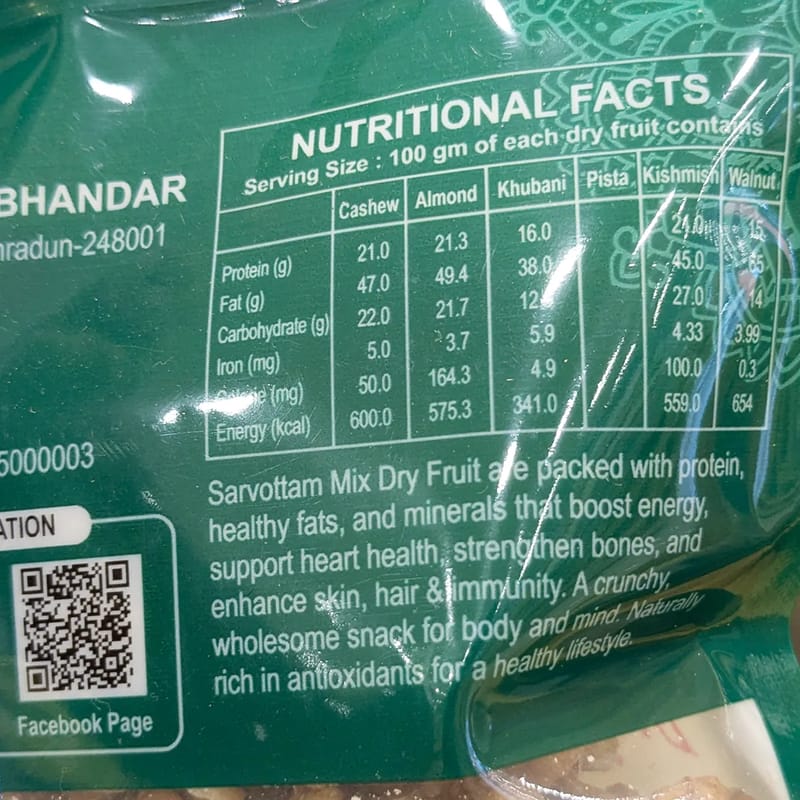 BHANDAR
nradun-248001
5000003
ATION
Facebook Page
NUTRITIONAL FACTS
Serving Size : 100 gm of each dry fruit contains
Cashew Almond Khubani Pista Kishmish Walnut
Protein (g) 21.0 21.3 16.0 24.0 15
Fat (g) 47.0 49.4 38.0 45.0 65
Carbohydrate (g) 22.0 21.7 27.0 14
Iron (mg) 5.0 3.7 5.9 4.33 3.99
(mg) 50.0 164.3 4.9 100.0 0.3
Energy (kcal) 600.0 575.3 341.0 559.0 654
Sarvottam Mix Dry Fruit are packed with protein,
healthy fats, and minerals that boost energy,
support heart health, strengthen bones, and
enhance skin, hair & immunity. A crunchy,
wholesome snack for body and mind. Naturally
rich in antioxidants for a healthy lifestyle.